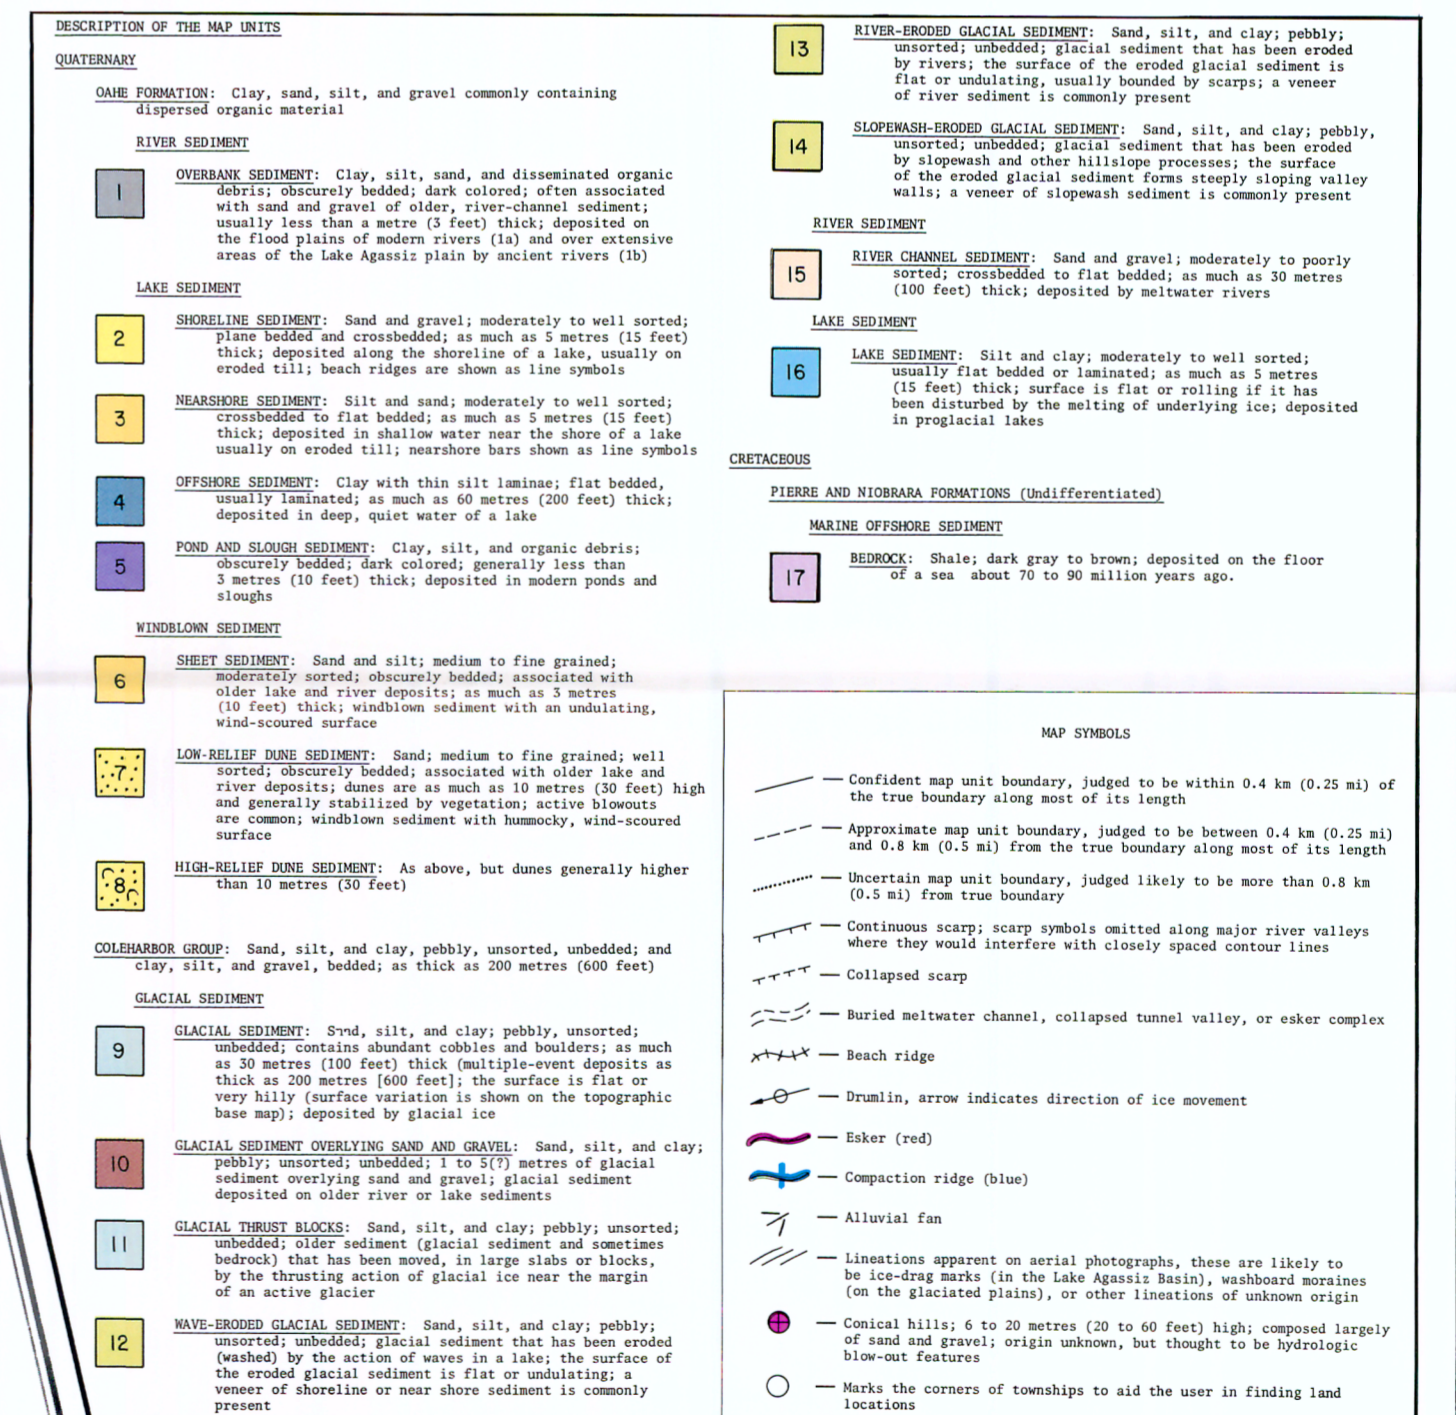 DESCRIPTION OF THE MAP UNITS
QUATERNARY
OAHE FORMATION: Clay, sand, silt, and gravel commonly containing
dispersed organic material
RIVER SEDIMENT
1
OVERBANK SEDIMENT: Clay, silt, sand, and disseminated organic
debris; obscurely bedded; dark colored; often associated
with sand and gravel of older, river-channel sediment;
usually less than a metre (3 feet) thick; deposited on
the flood plains of modern rivers (1a) and over extensive
areas of the Lake Agassiz plain by ancient rivers (1b)
LAKE SEDIMENT
2
SHORELINE SEDIMENT: Sand and gravel; moderately to well sorted;
plane bedded and crossbedded; as much as 5 metres (15 feet)
thick; deposited along the shoreline of a lake, usually on
eroded till; beach ridges are shown as line symbols
3
NEARSHORE SEDIMENT: Silt and sand; moderately to well sorted;
crossbedded to flat bedded; as much as 5 metres (15 feet)
thick; deposited in shallow water near the shore of a lake
usually on eroded till; nearshore bars shown as line symbols
4
OFFSHORE SEDIMENT: Clay with thin silt laminae; flat bedded,
usually laminated; as much as 60 metres (200 feet) thick;
deposited in deep, quiet water of a lake
5
POND AND SLOUGH SEDIMENT: Clay, silt, and organic debris;
obscurely bedded; dark colored; generally less than
3 metres (10 feet) thick; deposited in modern ponds and
sloughs
WINDBLOWN SEDIMENT
6
SHEET SEDIMENT: Sand and silt; medium to fine grained;
moderately sorted; obscurely bedded; associated with
older lake and river deposits; as much as 3 metres
(10 feet) thick; windblown sediment with an undulating,
wind-scoured surface
7
LOW-RELIEF DUNE SEDIMENT: Sand; medium to fine grained; well
sorted; obscurely bedded; associated with older lake and
river deposits; dunes are as much as 10 metres (30 feet) high
and generally stabilized by vegetation; active blowouts
are common; windblown sediment with hummocky, wind-scoured
surface
8
HIGH-RELIEF DUNE SEDIMENT: As above, but dunes generally higher
than 10 metres (30 feet)
COLEHARBOR GROUP: Sand, silt, and clay, pebbly, unsorted, unbedded; and
clay, silt, and gravel, bedded; as thick as 200 metres (600 feet)
GLACIAL SEDIMENT
9
GLACIAL SEDIMENT: Sand, silt, and clay; pebbly, unsorted;
unbedded; contains abundant cobbles and boulders; as much
as 30 metres (100 feet) thick (multiple-event deposits as
thick as 200 metres [600 feet]; the surface is flat or
very hilly (surface variation is shown on the topographic
base map); deposited by glacial ice
10
GLACIAL SEDIMENT OVERLYING SAND AND GRAVEL: Sand, silt, and clay;
pebbly; unsorted; unbedded; 1 to 5(?) metres of glacial
sediment overlying sand and gravel; glacial sediment
deposited on older river or lake sediments
11
GLACIAL THRUST BLOCKS: Sand, silt, and clay; pebbly; unsorted;
unbedded; older sediment (glacial sediment and sometimes
bedrock) that has been moved, in large slabs or blocks,
by the thrusting action of glacial ice near the margin
of an active glacier
12
WAVE-ERODED GLACIAL SEDIMENT: Sand, silt, and clay; pebbly;
unsorted; unbedded; glacial sediment that has been eroded
(washed) by the action of waves in a lake; the surface of
the eroded glacial sediment is flat or undulating; a
veneer of shoreline or near shore sediment is commonly
present
13
RIVER-ERODED GLACIAL SEDIMENT: Sand, silt, and clay; pebbly;
unsorted; unbedded; glacial sediment that has been eroded
by rivers; the surface of the eroded glacial sediment is
flat or undulating, usually bounded by scarps; a veneer
of river sediment is commonly present
14
SLOPEWASH-ERODED GLACIAL SEDIMENT: Sand, silt, and clay; pebbly,
unsorted; unbedded; glacial sediment that has been eroded
by slopewash and other hillslope processes; the surface
of the eroded glacial sediment forms steeply sloping valley
walls; a veneer of slopewash sediment is commonly present
RIVER SEDIMENT
15
RIVER CHANNEL SEDIMENT: Sand and gravel; moderately to poorly
sorted; crossbedded to flat bedded; as much as 30 metres
(100 feet) thick; deposited by meltwater rivers
LAKE SEDIMENT
16
LAKE SEDIMENT: Silt and clay; moderately to well sorted;
usually flat bedded or laminated; as much as 5 metres
(15 feet) thick; surface is flat or rolling if it has
been disturbed by the melting of underlying ice; deposited
in proglacial lakes
CRETACEOUS
PIERRE AND NIOBRARA FORMATIONS (Undifferentiated)
MARINE OFFSHORE SEDIMENT
17
BEDROCK: Shale; dark gray to brown; deposited on the floor
of a sea about 70 to 90 million years ago.
MAP SYMBOLS
— Confident map unit boundary, judged to be within 0.4 km (0.25 mi) of
the true boundary along most of its length
— Approximate map unit boundary, judged to be between 0.4 km (0.25 mi)
and 0.8 km (0.5 mi) from the true boundary along most of its length
— Uncertain map unit boundary, judged likely to be more than 0.8 km
(0.5 mi) from true boundary
— Continuous scarp; scarp symbols omitted along major river valleys
where they would interfere with closely spaced contour lines
— Collapsed scarp
— Buried meltwater channel, collapsed tunnel valley, or esker complex
— Beach ridge
— Drumlin, arrow indicates direction of ice movement
— Esker (red)
— Compaction ridge (blue)
— Alluvial fan
— Lineations apparent on aerial photographs, these are likely to
be ice-drag marks (in the Lake Agassiz Basin), washboard moraines
(on the glaciated plains), or other lineations of unknown origin
— Conical hills; 6 to 20 metres (20 to 60 feet) high; composed largely
of sand and gravel; origin unknown, but thought to be hydrologic
blow-out features
— Marks the corners of townships to aid the user in finding land
locations